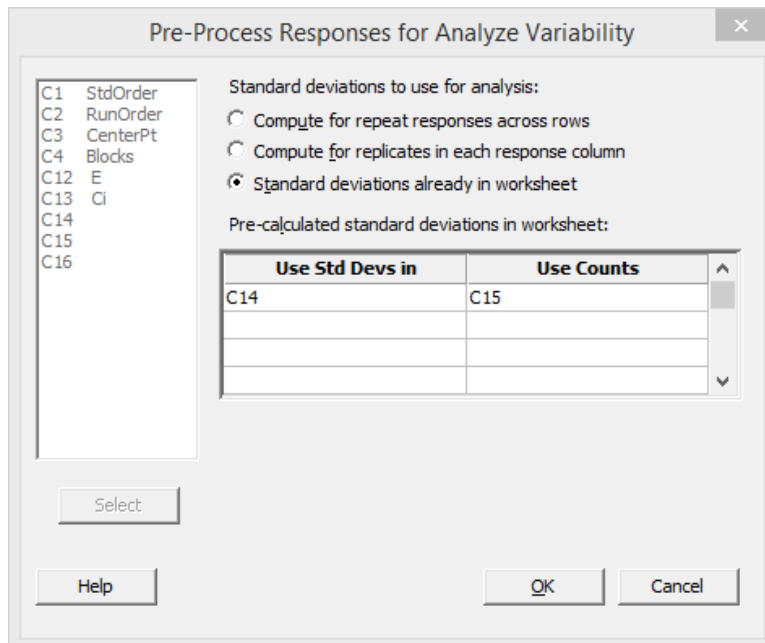 Pre-Process Responses for Analyze Variability
C1 StdOrder
C2 RunOrder
C3 CenterPt
C4 Blocks
C12 E
C13 Ci
C14
C15
C16
Select
Standard deviations to use for analysis:
Compute for repeat responses across rows
Compute for replicates in each response column
Standard deviations already in worksheet
Pre-calculated standard deviations in worksheet:
Use Std Devs in Use Counts
C14 C15
Help OK Cancel